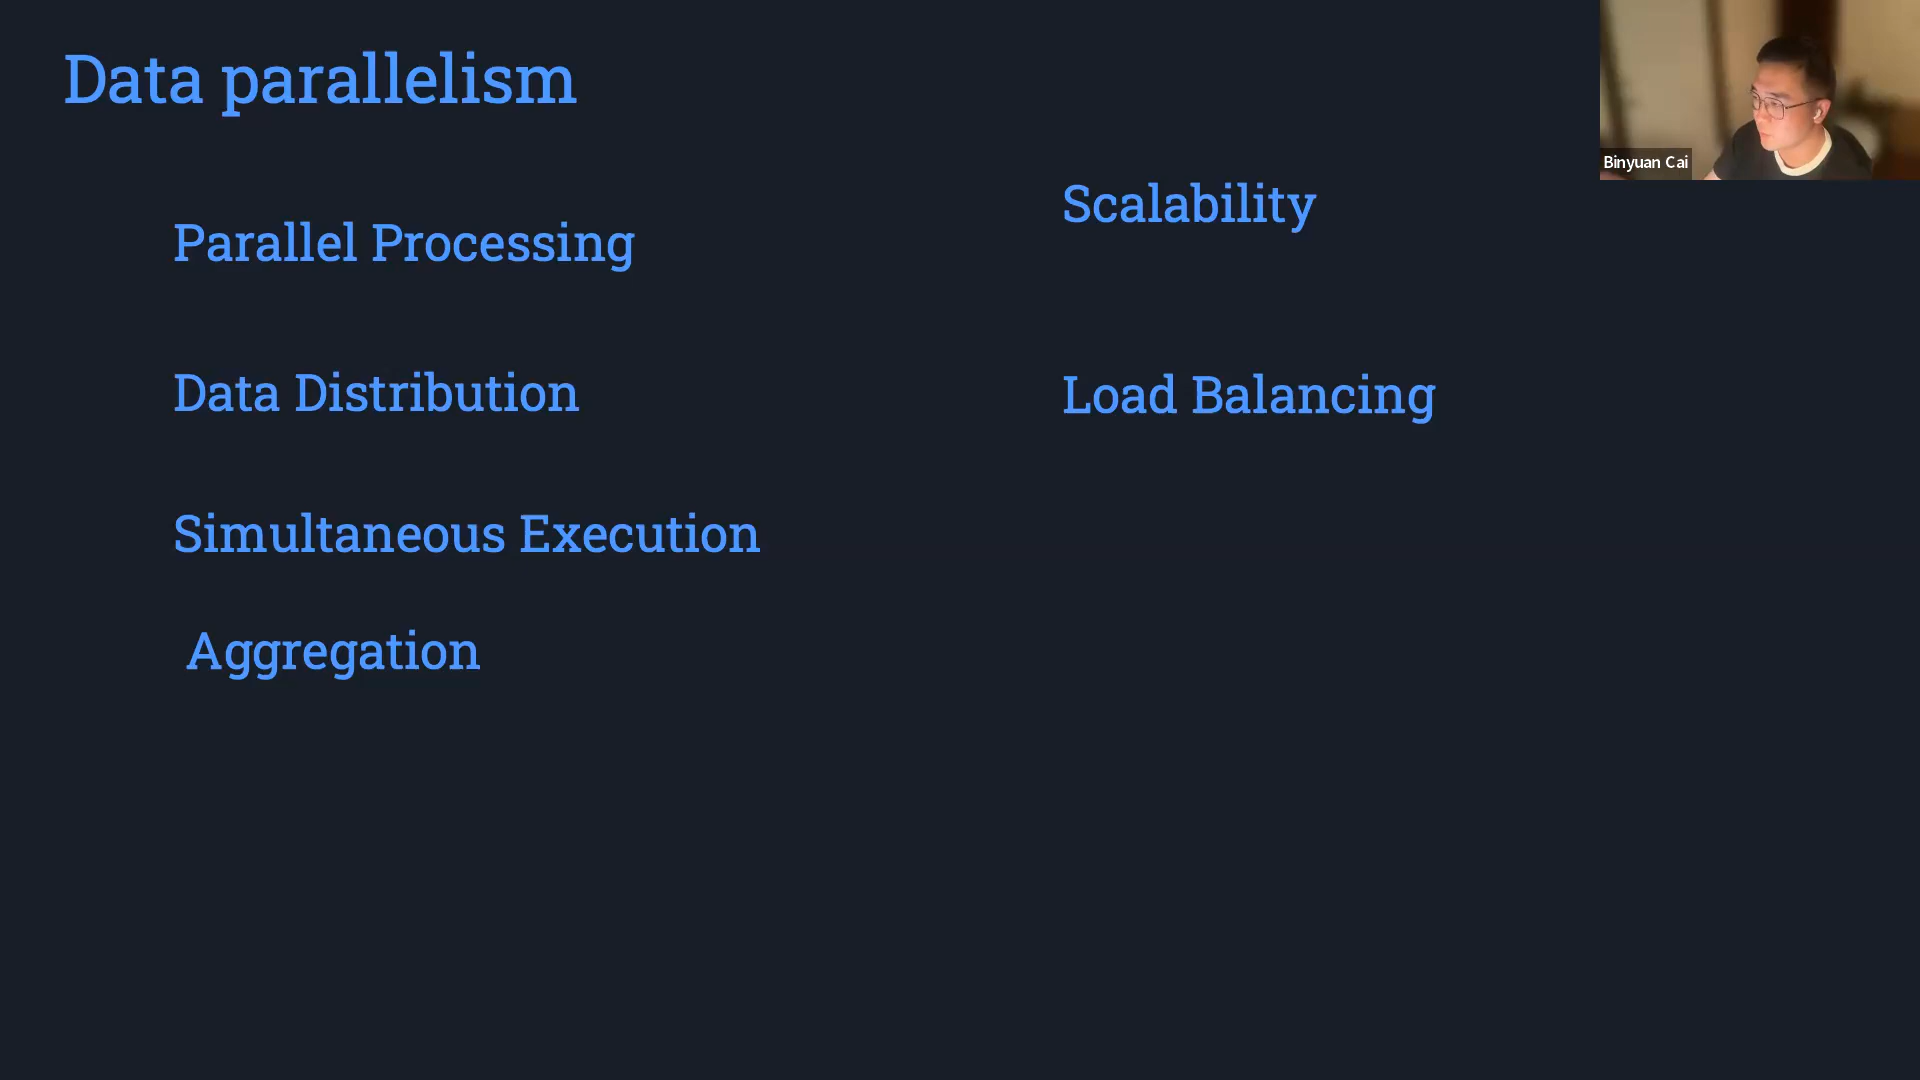 Data parallelism
Parallel Processing
Data Distribution
Simultaneous Execution
Aggregation
Scalability
Load Balancing
Binyuan Cai